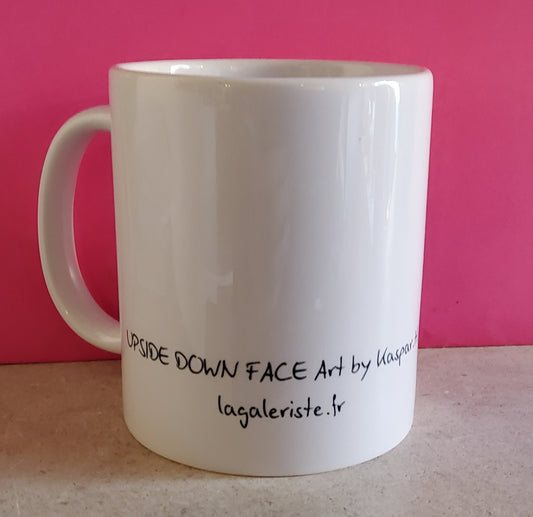 UPSIDE DOWN FACE Art by Kaspar.
lagaleriste.fr